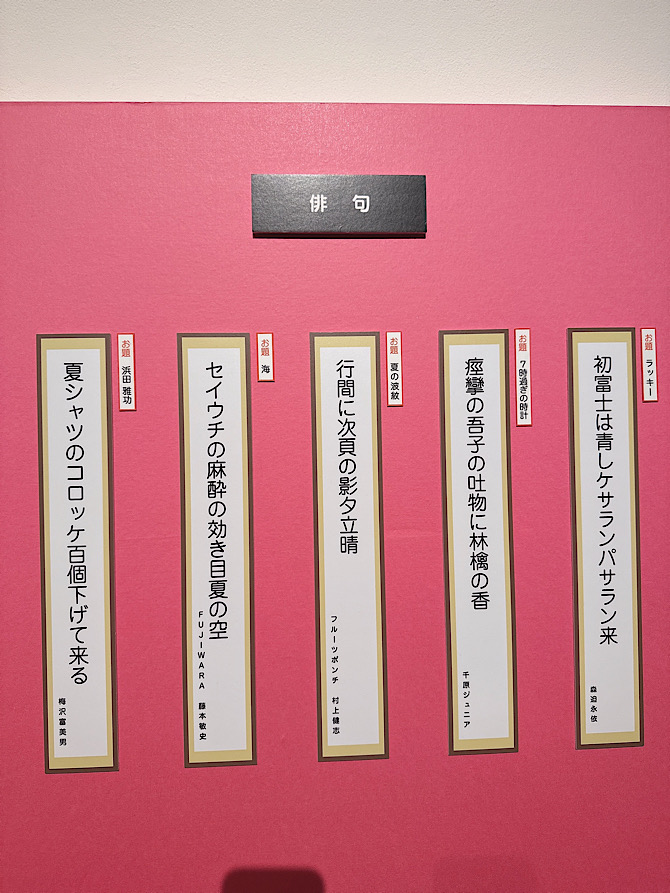 俳句
お題 ラッキー
初富士は青しケサランパサラン来
森迫永依
お題 7時過ぎの時計
痙攣の吾子の吐物に林檎の香
千原ジュニア
お題 夏の波紋
行間に次頁の影夕立晴
フルーツポンチ 村上健志
お題 海
セイウチの麻酔の効き目夏の空
FUJIWARA 藤本敏史
お題 浜田雅功
夏シャツのコロッケ百個下げて来る
梅沢富美男